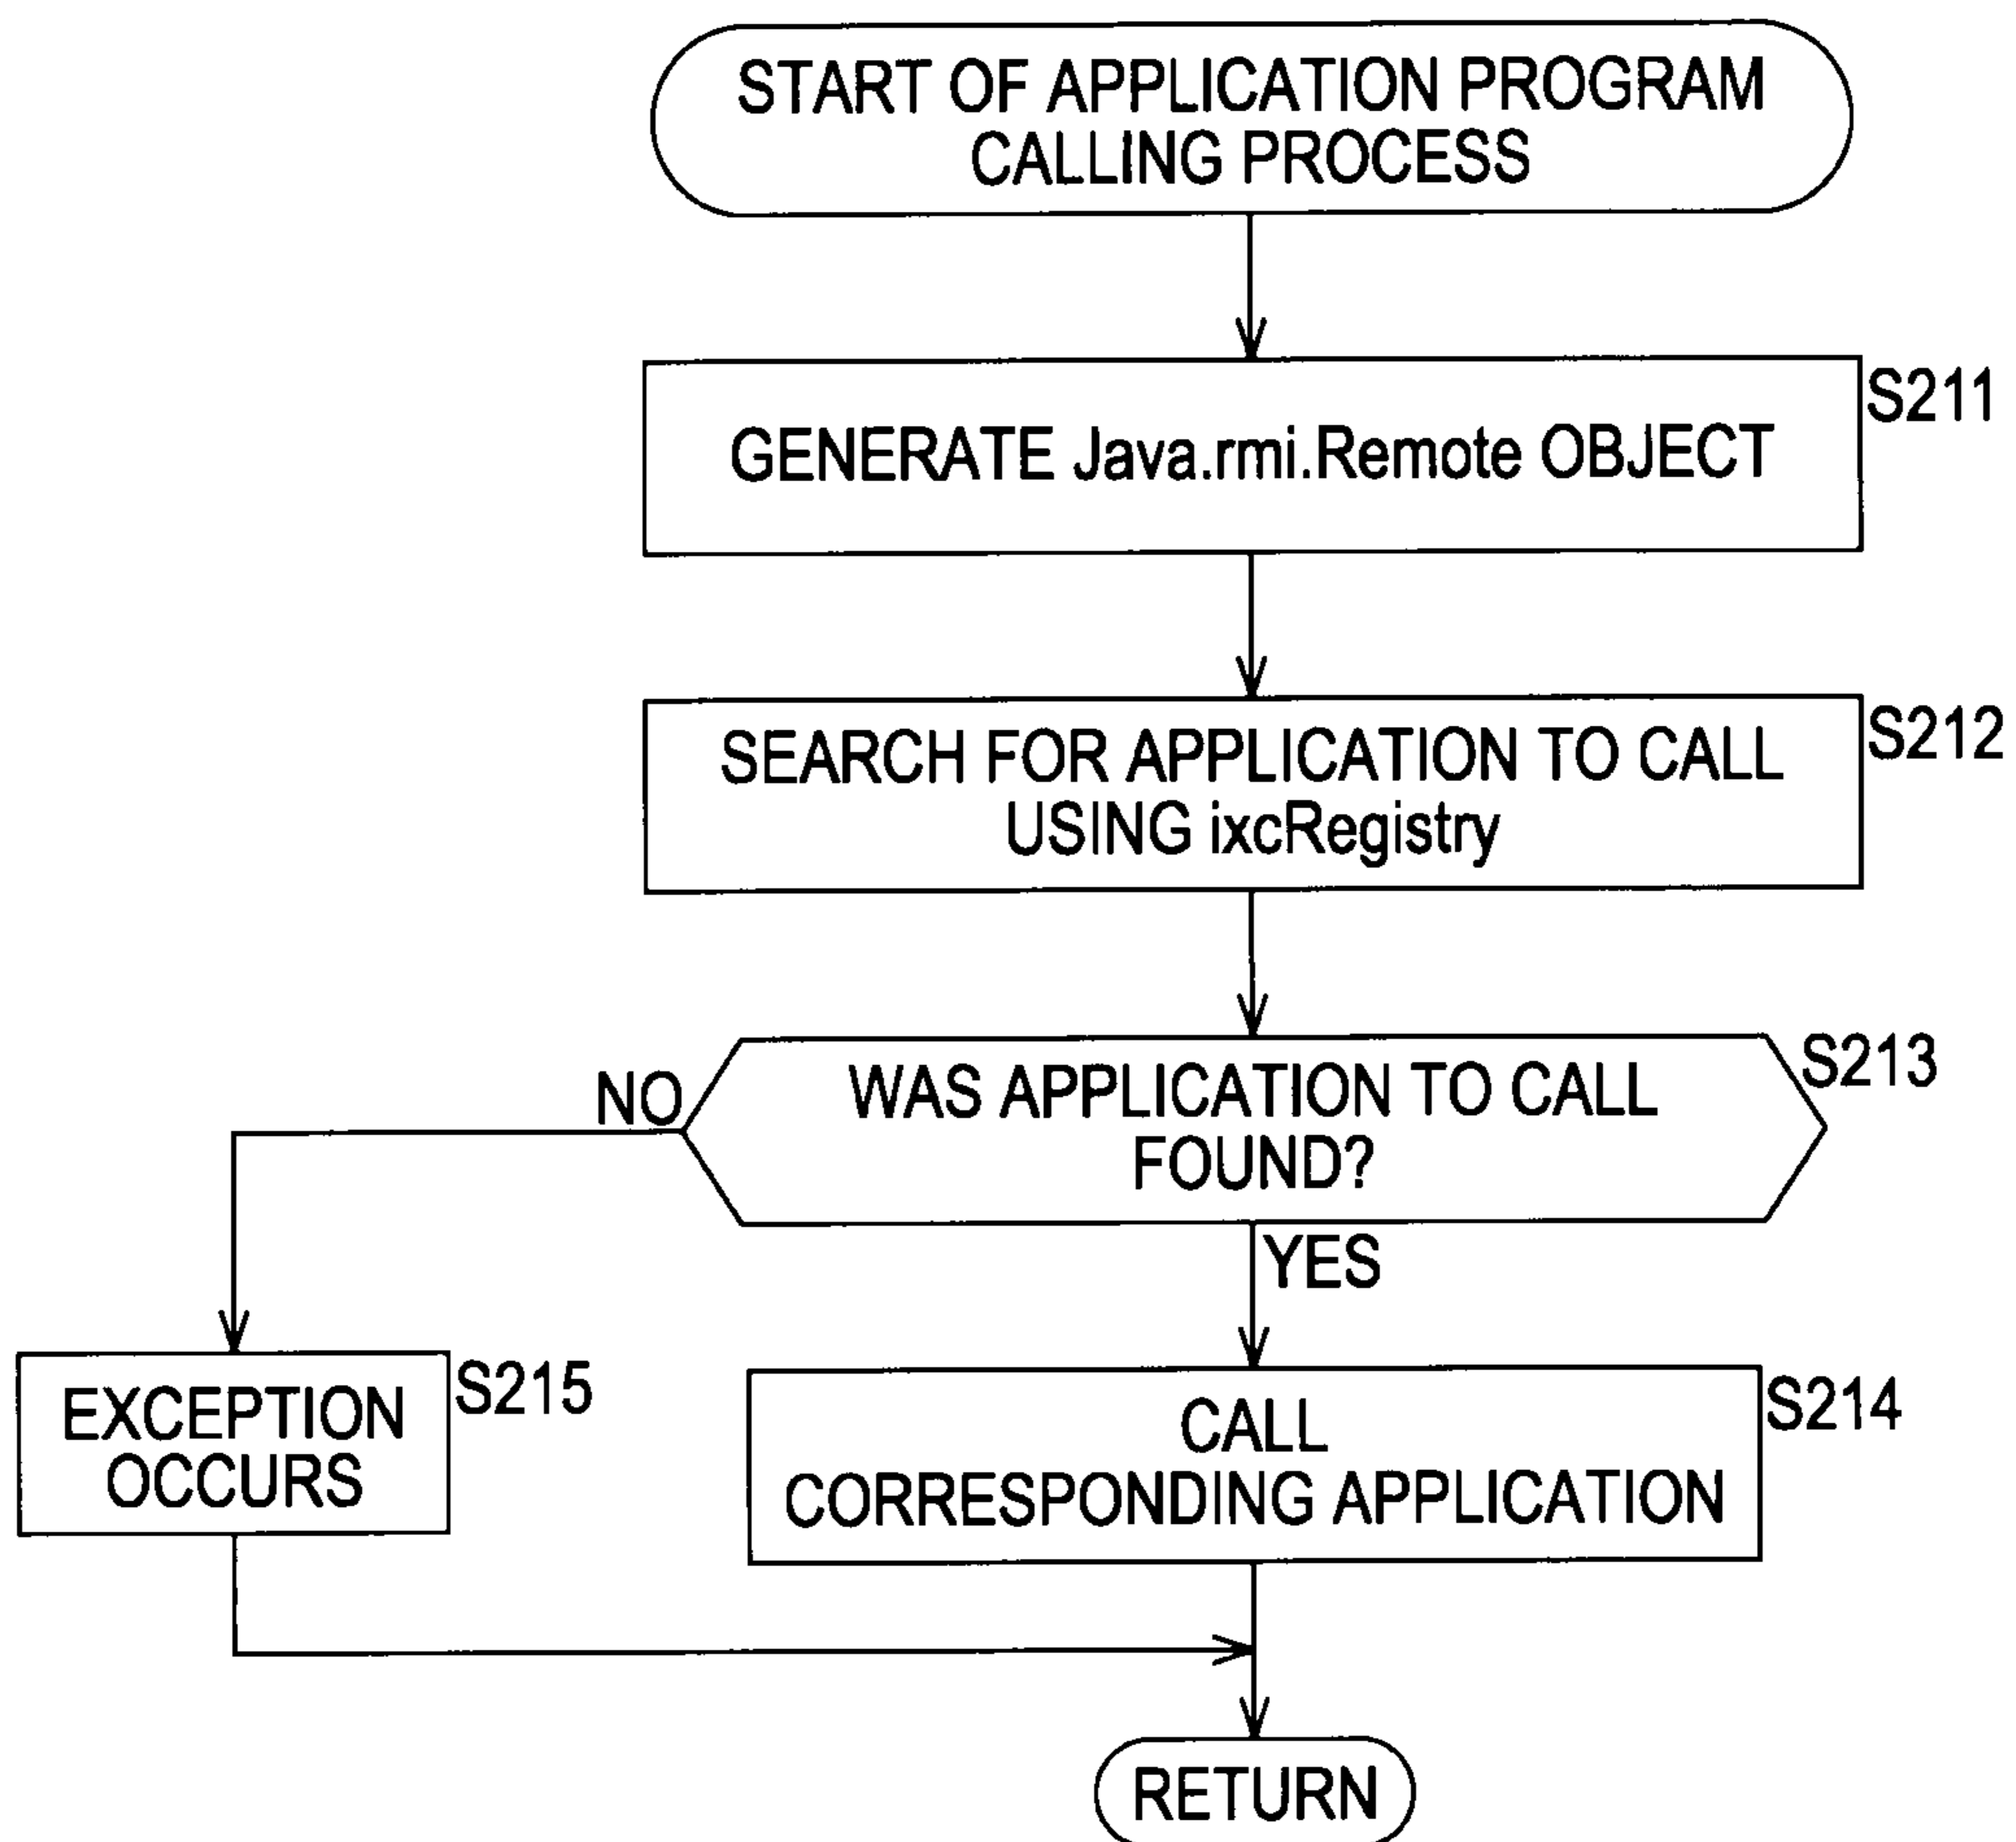 START OF APPLICATION PROGRAM
CALLING PROCESS
S211
GENERATE Java.rmi.Remote OBJECT
S212
SEARCH FOR APPLICATION TO CALL
USING ixcRegistry
S213
NO
WAS APPLICATION TO CALL
FOUND?
YES
S215
EXCEPTION
OCCURS
S214
CALL
CORRESPONDING APPLICATION
RETURN